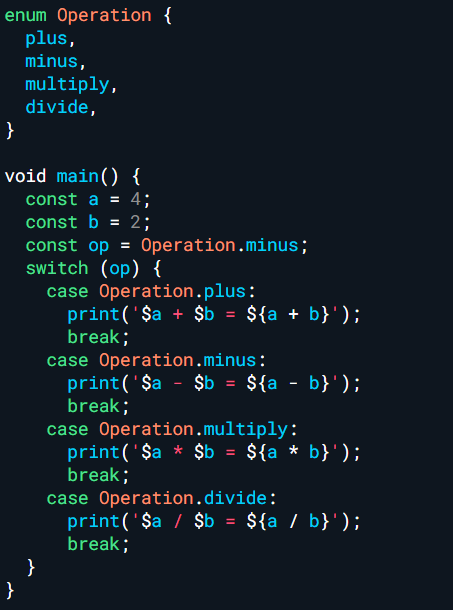 enum Operation {
  plus,
  minus,
  multiply,
  divide,
}

void main() {
  const a = 4;
  const b = 2;
  const op = Operation.minus;
  switch (op) {
    case Operation.plus:
      print('$a + $b = ${a + b}');
      break;
    case Operation.minus:
      print('$a - $b = ${a - b}');
      break;
    case Operation.multiply:
      print('$a * $b = ${a * b}');
      break;
    case Operation.divide:
      print('$a / $b = ${a / b}');
      break;
  }
}